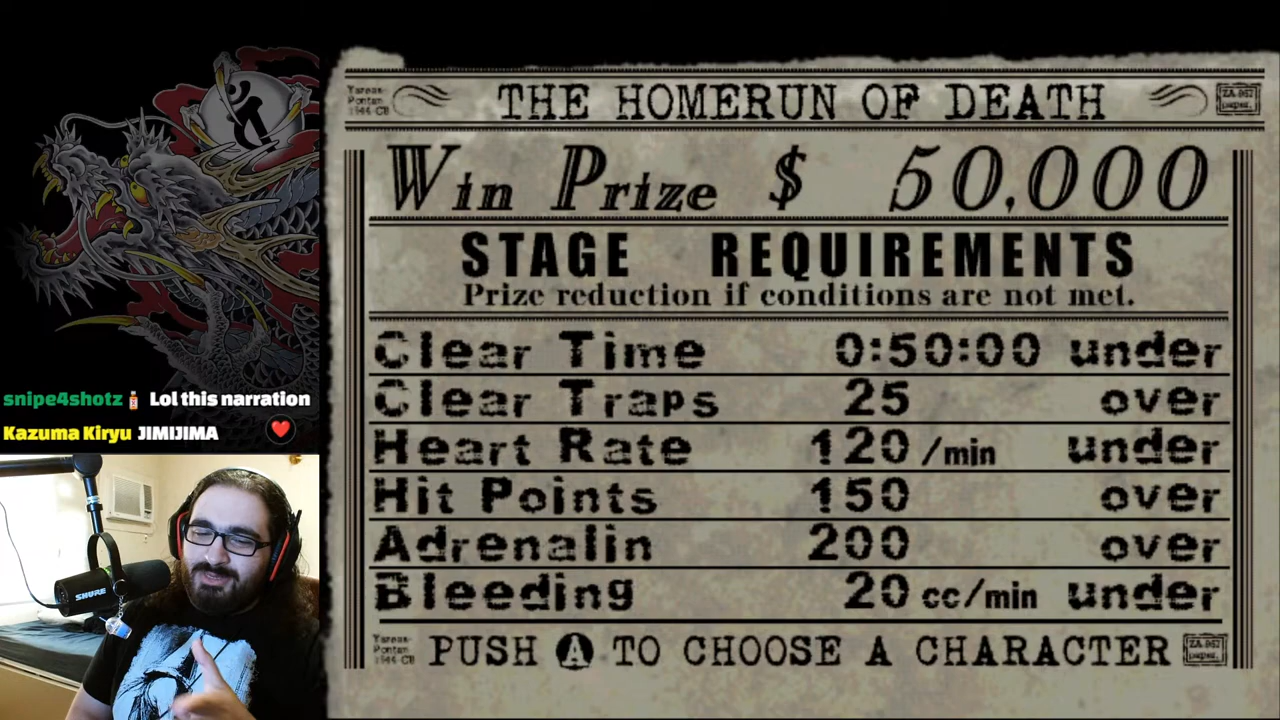 THE HOMERUN OF DEATH
Win Prize $ 50,000
STAGE REQUIREMENTS
Prize reduction if conditions are not met.
Clear Time 0:50:00 under
Clear Traps 25 over
Heart Rate 120 /min under
Hit Points 150 over
Adrenalin 200 over
Bleeding 20 cc/min under
PUSH A TO CHOOSE A CHARACTER
snipe4shotz Lol this narration
Kazuma Kiryu JIMIJIMA
SHURE